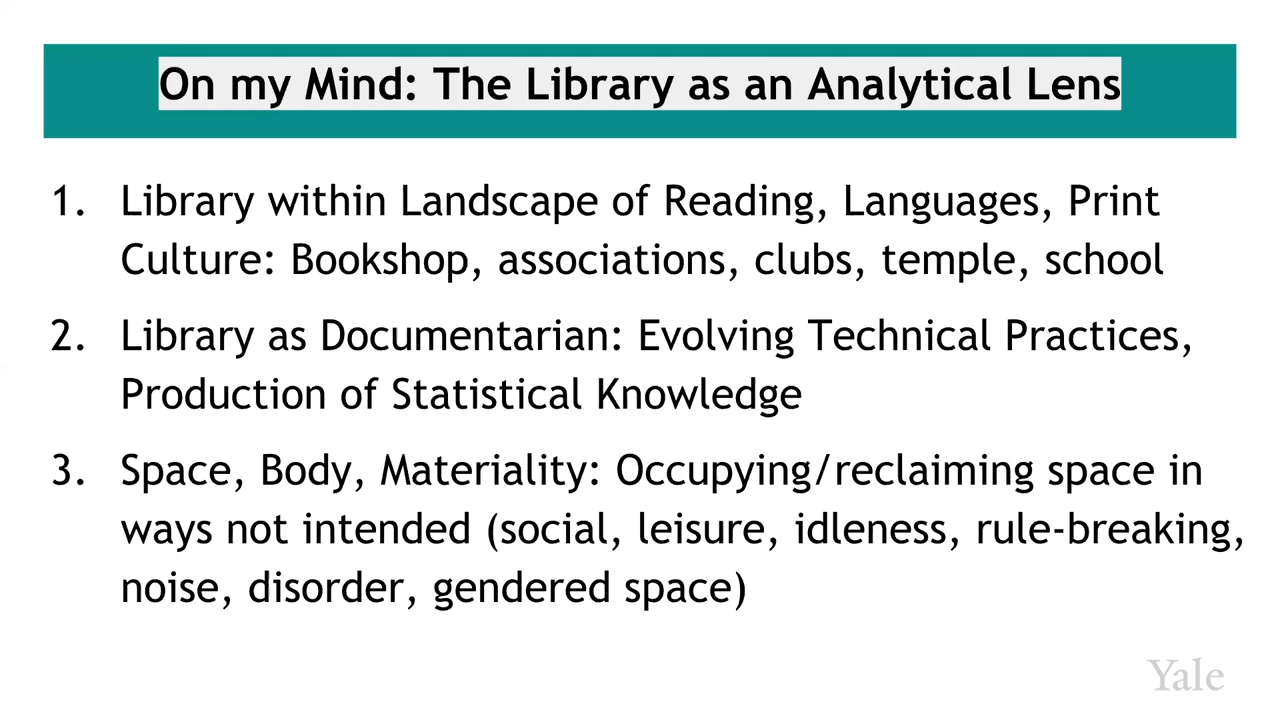 On my Mind: The Library as an Analytical Lens
1. Library within Landscape of Reading, Languages, Print
Culture: Bookshop, associations, clubs, temple, school
2. Library as Documentarian: Evolving Technical Practices,
Production of Statistical Knowledge
3. Space, Body, Materiality: Occupying/reclaiming space in
ways not intended (social, leisure, idleness, rule-breaking,
noise, disorder, gendered space)
Yale